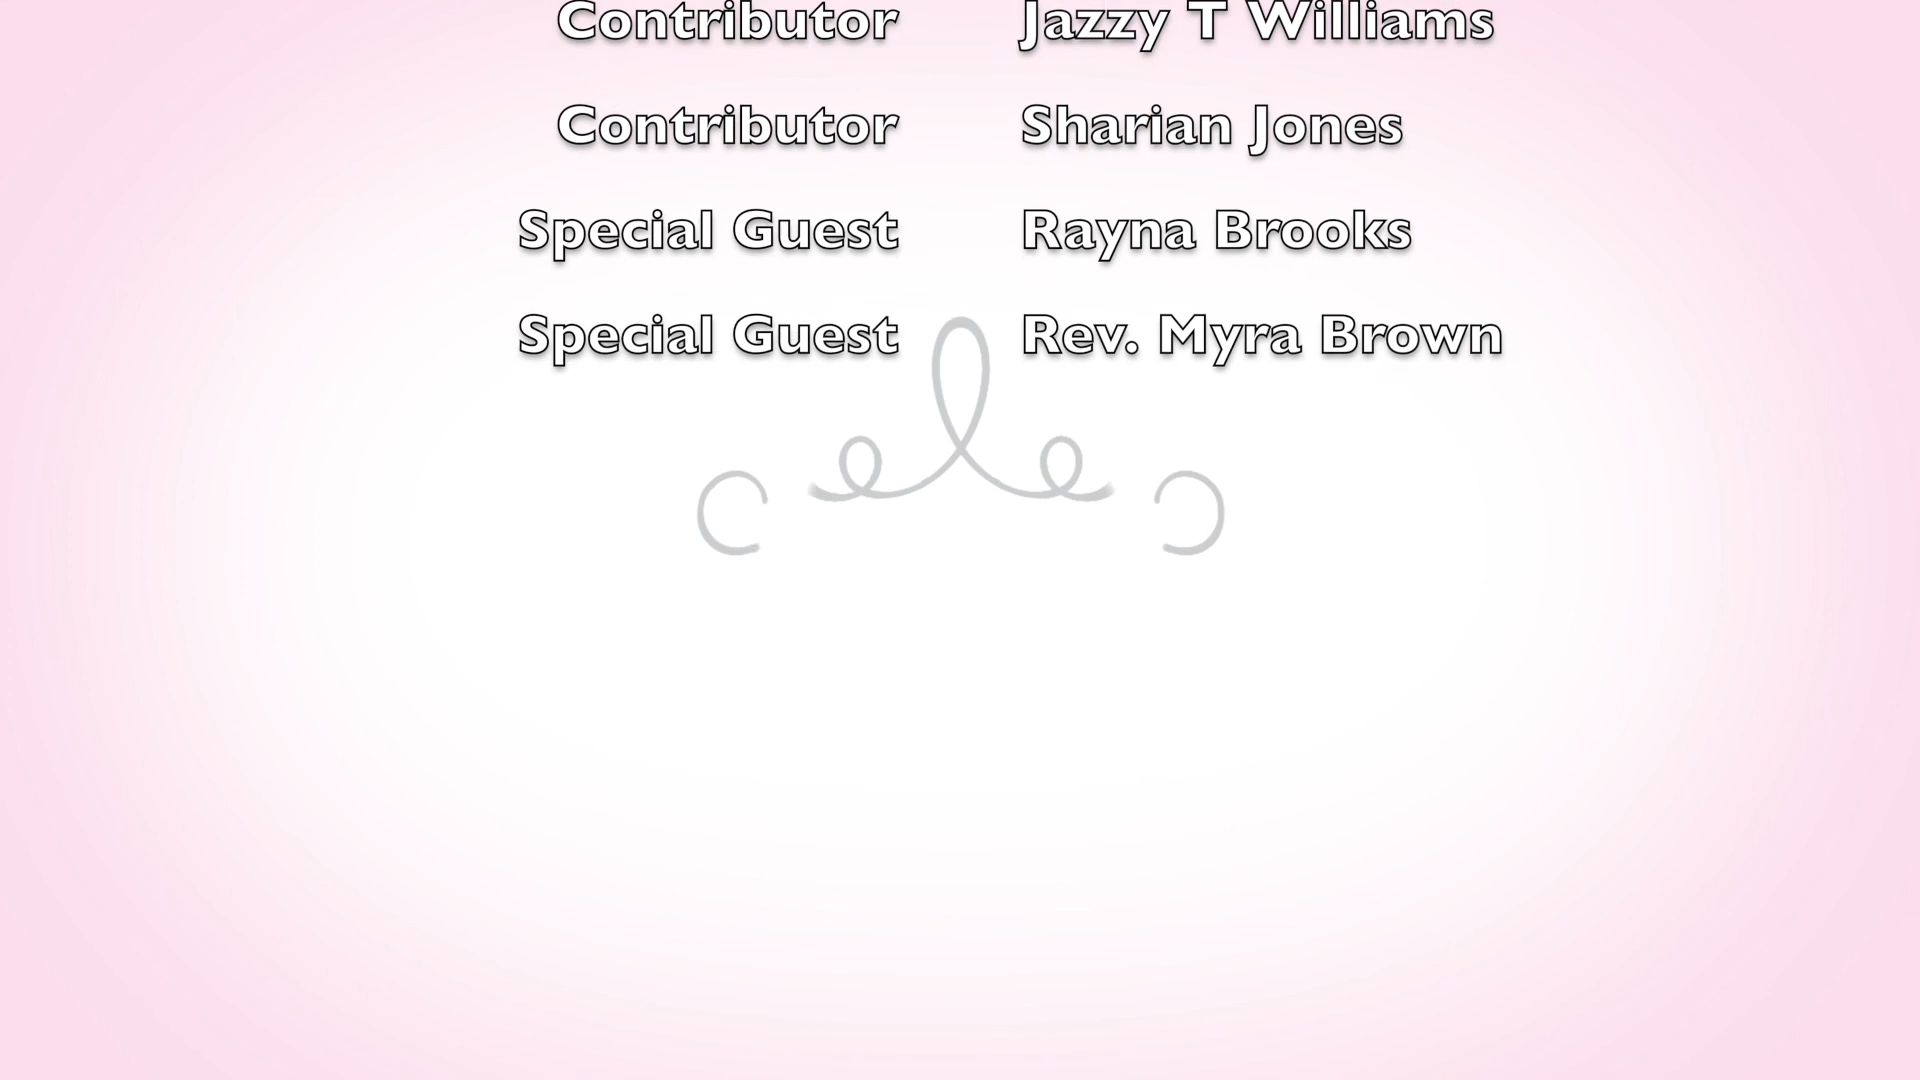 Contributor Jazzy T Williams
Contributor Sharian Jones
Special Guest Rayna Brooks
Special Guest Rev. Myra Brown